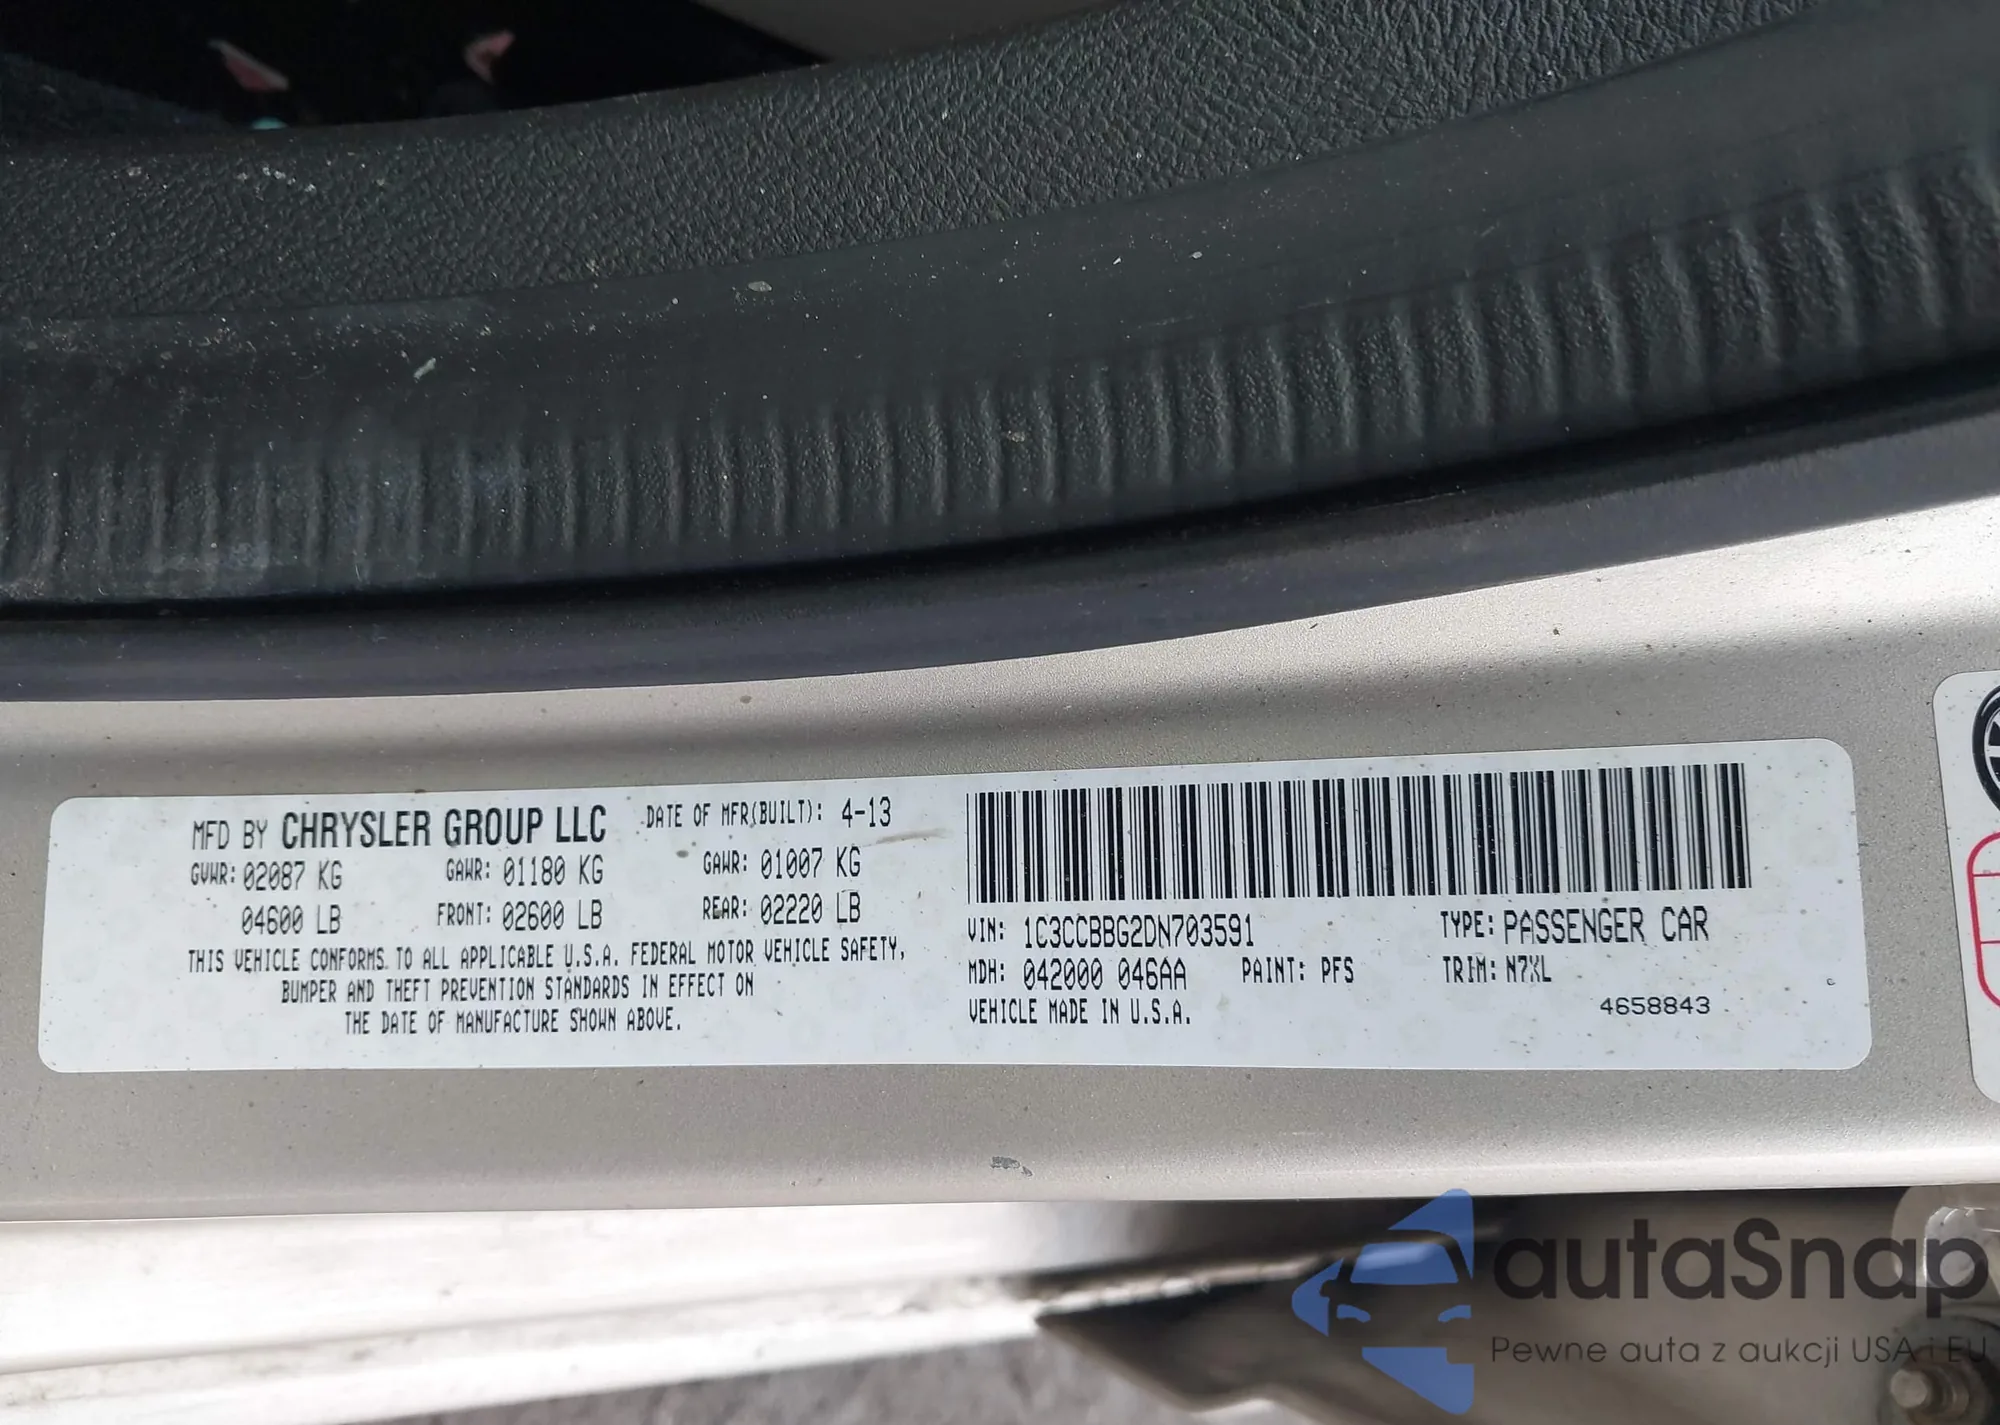 MFD BY CHRYSLER GROUP LLC DATE OF MFR(BUILT): 4-13
GVWR: 02087 KG GAWR: 01180 KG GAWR: 01007 KG
04600 LB FRONT: 02600 LB REAR: 02220 LB
THIS VEHICLE CONFORMS TO ALL APPLICABLE U.S.A. FEDERAL MOTOR VEHICLE SAFETY,
BUMPER AND THEFT PREVENTION STANDARDS IN EFFECT ON
THE DATE OF MANUFACTURE SHOWN ABOVE.
VIN: 1C3CCBBG2DN703591 TYPE: PASSENGER CAR
MDH: 042000 046AA PAINT: PFS TRIM: N7XL
VEHICLE MADE IN U.S.A. 4658843
autaSnap
Pewne auta z aukcji USA i EU